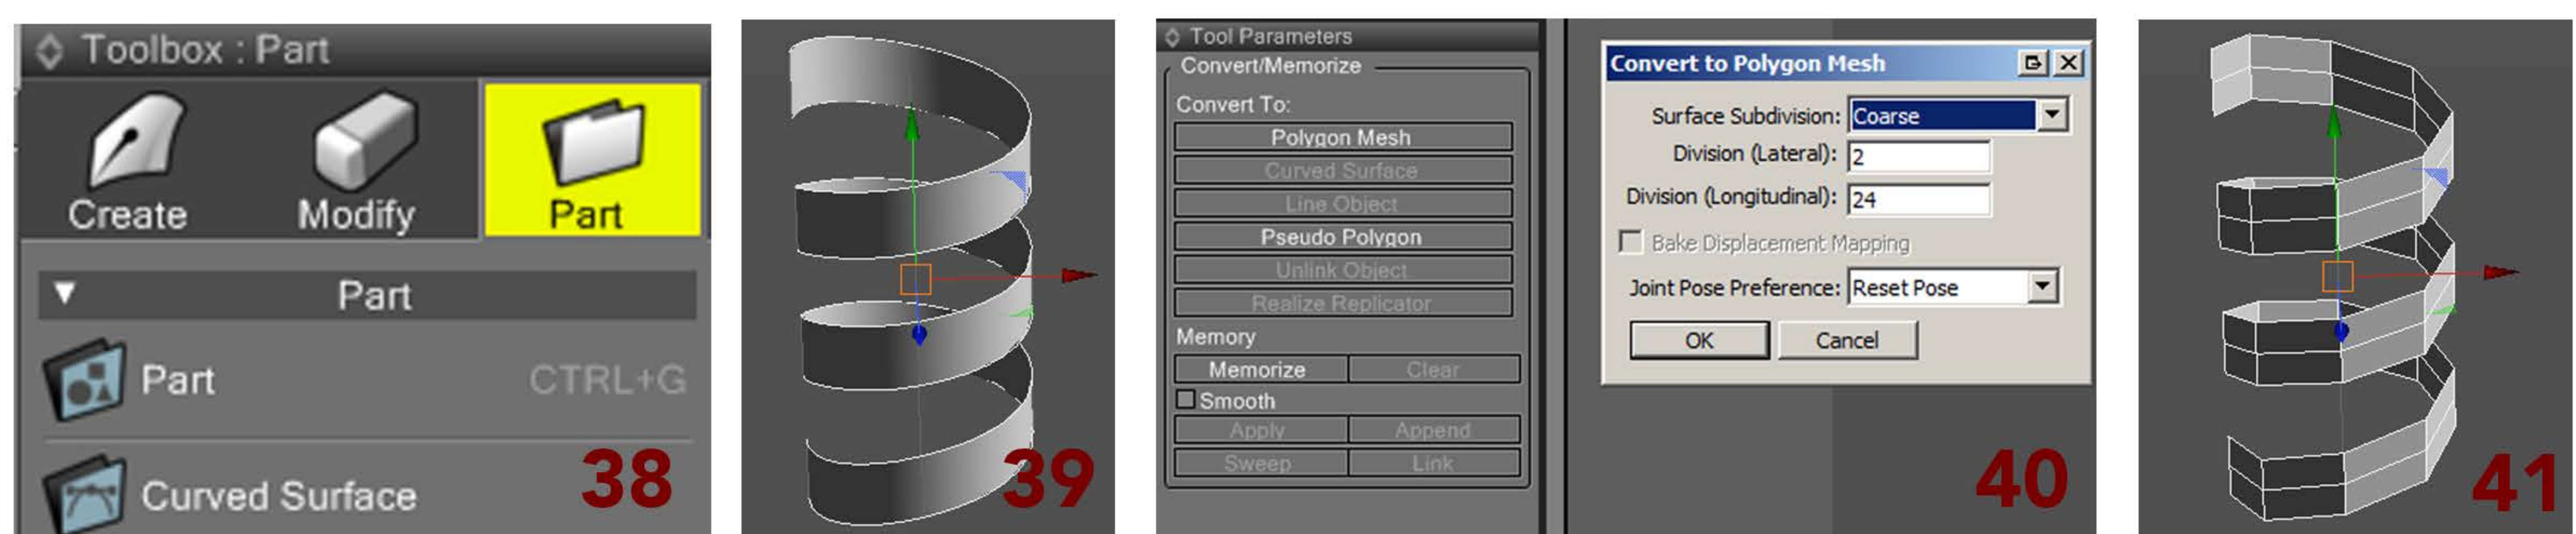 Toolbox : Part
Create Modify Part
Part
Part CTRL+G
Curved Surface
38
39
Tool Parameters
Convert/Memorize
Convert To:
Polygon Mesh
Curved Surface
Line Object
Pseudo Polygon
Unlink Object
Realize Replicator
Memory
Memorize Clear
Smooth
Apply Append
Sweep Link
Convert to Polygon Mesh
Surface Subdivision: Coarse
Division (Lateral): 2
Division (Longitudinal): 24
Bake Displacement Mapping
Joint Pose Preference: Reset Pose
OK Cancel
40
41